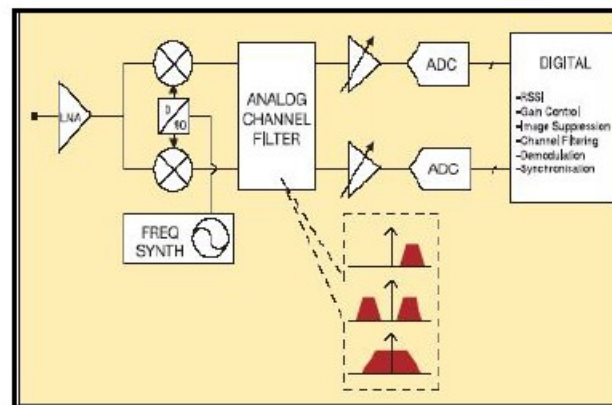 LNA
0
90
FREQ
SYNTH
ANALOG
CHANNEL
FILTER
ADC
ADC
DIGITAL
-RSSI
-Gain Control
-Image Suppression
-Channel Filtering
-Demodulation
-Synchronisation